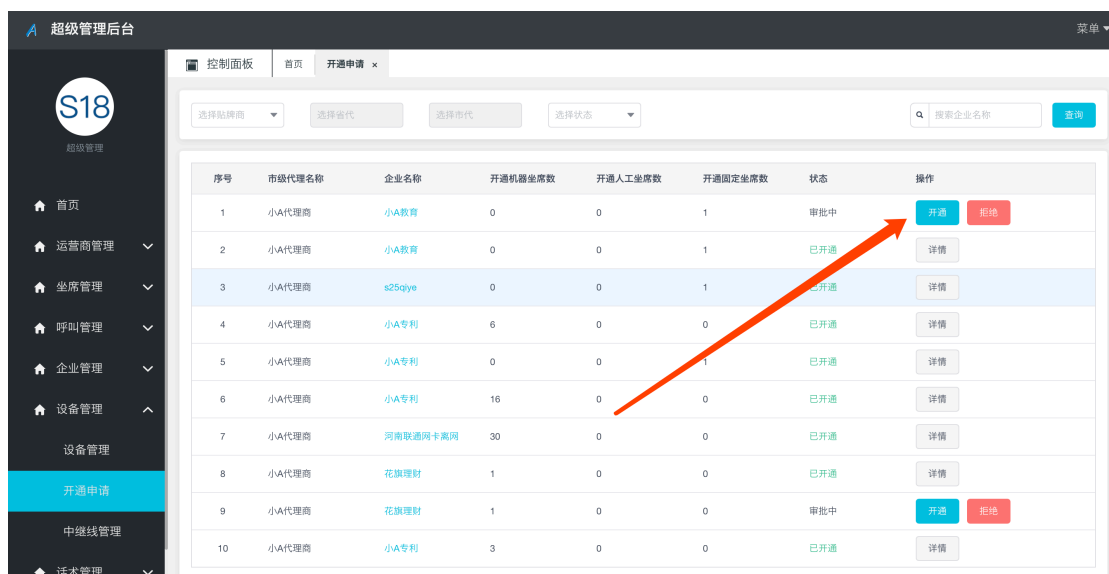 超级管理后台 菜单
S18
超级管理
首页
运营商管理
坐席管理
呼叫管理
企业管理
设备管理
设备管理
开通申请
中继线管理
话术管理
控制面板 首页 开通申请 ×
选择贴牌商 选择省代 选择市代 选择状态 搜索企业名称 查询
序号 市级代理名称 企业名称 开通机器坐席数 开通人工坐席数 开通固定坐席数 状态 操作
1 小A代理商 小A教育 0 0 1 审批中 开通 拒绝
2 小A代理商 小A教育 0 0 1 已开通 详情
3 小A代理商 s25qiye 0 0 1 已开通 详情
4 小A代理商 小A专利 6 0 0 已开通 详情
5 小A代理商 小A专利 0 0 1 已开通 详情
6 小A代理商 小A专利 16 0 0 已开通 详情
7 小A代理商 河南联通网卡离网 30 0 0 已开通 详情
8 小A代理商 花旗理财 1 0 0 已开通 详情
9 小A代理商 花旗理财 1 0 0 审批中 开通 拒绝
10 小A代理商 小A专利 3 0 0 已开通 详情